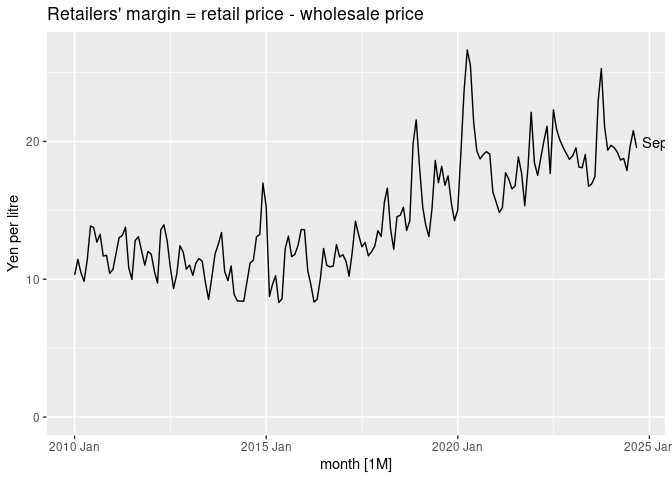 Retailers' margin = retail price - wholesale price
Yen per litre
20
10
0
Sep
2010 Jan
2015 Jan
2020 Jan
2025 Jan
month [1M]